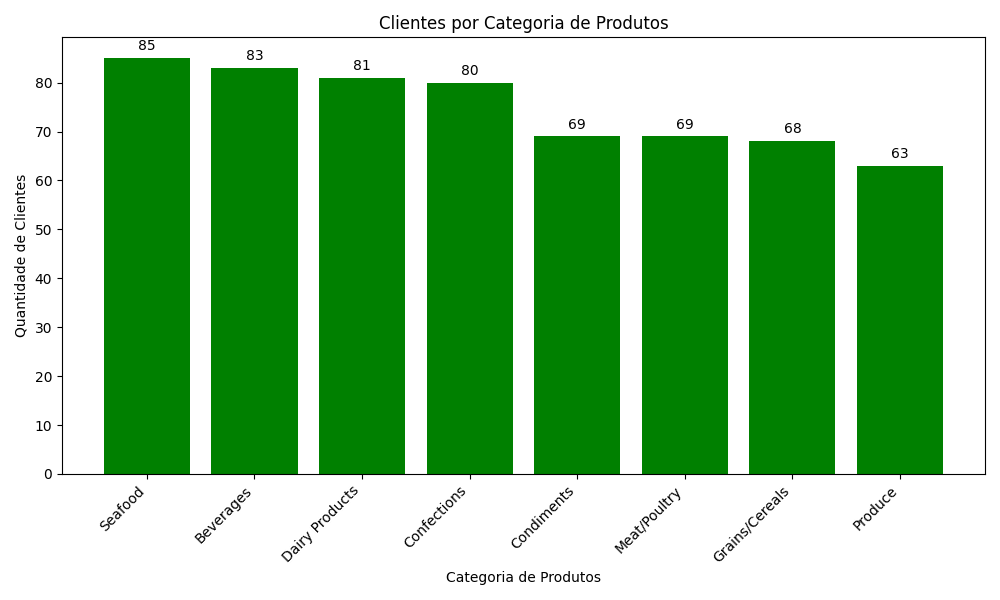 Clientes por Categoria de Produtos
85
83
81
80
69
69
68
63
Quantidade de Clientes
80
70
60
50
40
30
20
10
0
Seafood
Beverages
Dairy Products
Confections
Condiments
Meat/Poultry
Grains/Cereals
Produce
Categoria de Produtos